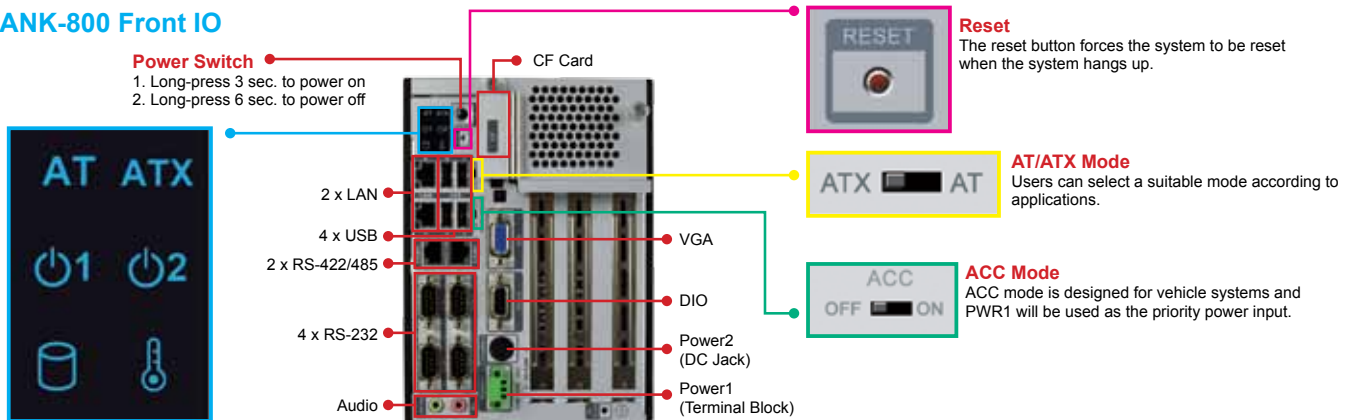 ANK-800 Front IO
Power Switch
1. Long-press 3 sec. to power on
2. Long-press 6 sec. to power off
CF Card
AT ATX
1 2
2 x LAN
4 x USB
2 x RS-422/485
4 x RS-232
Audio
VGA
DIO
Power2
(DC Jack)
Power1
(Terminal Block)
RESET
Reset
The reset button forces the system to be reset
when the system hangs up.
ATX AT
AT/ATX Mode
Users can select a suitable mode according to
applications.
ACC
OFF ON
ACC Mode
ACC mode is designed for vehicle systems and
PWR1 will be used as the priority power input.